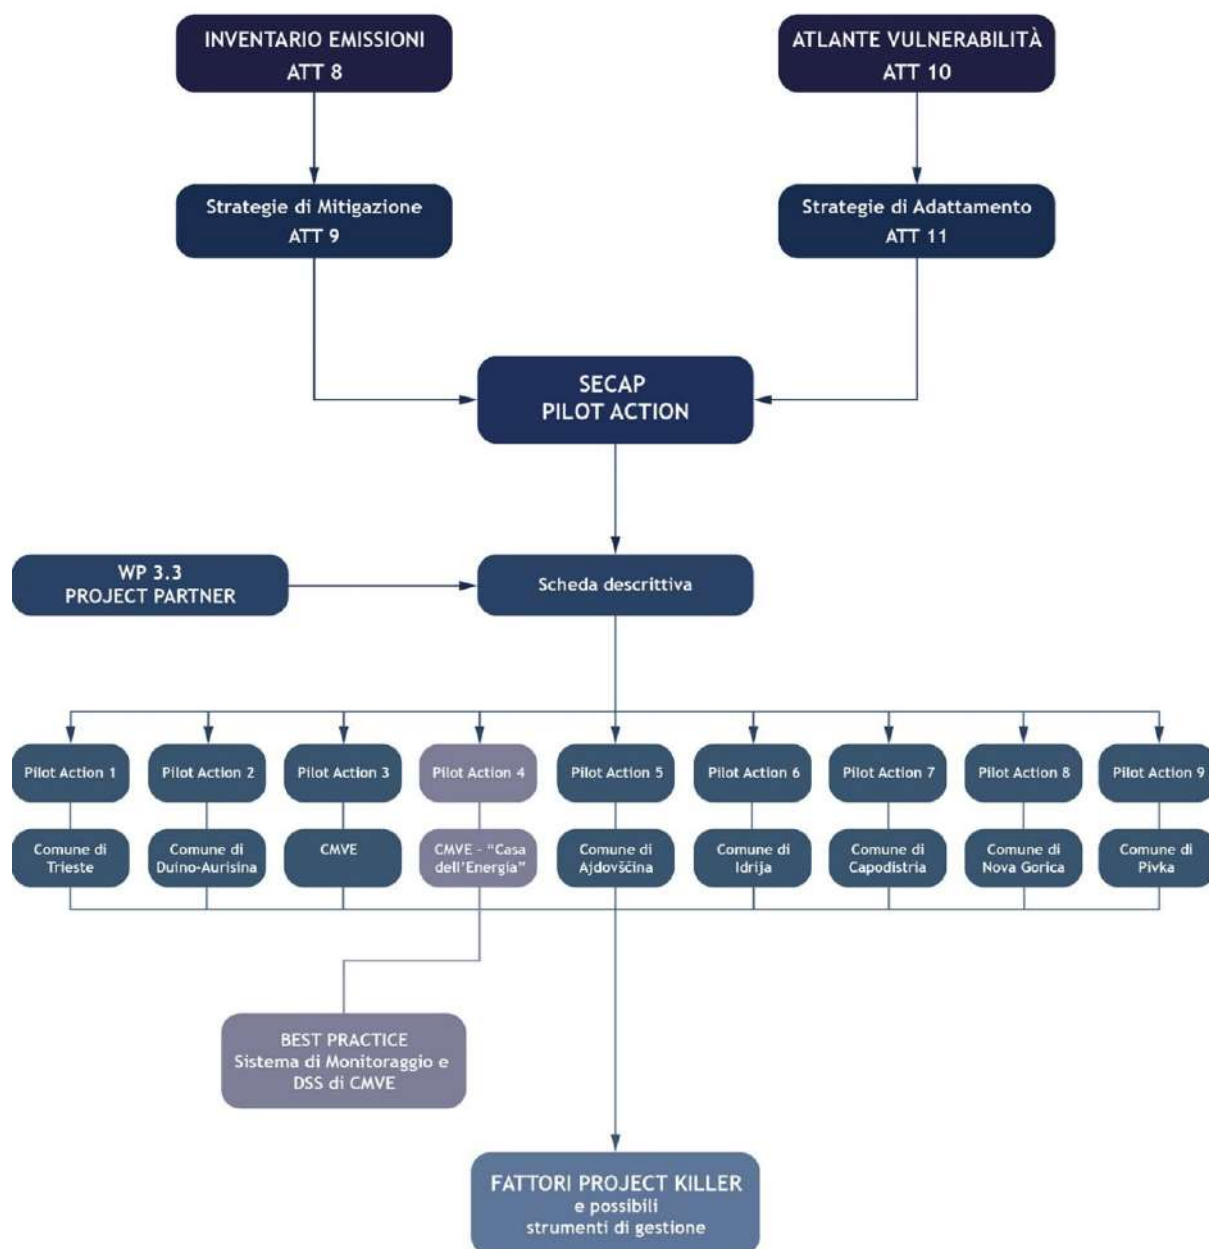 INVENTARIO EMISSIONI
ATT 8
ATLANTE VULNERABILITÀ
ATT 10
Strategie di Mitigazione
ATT 9
Strategie di Adattamento
ATT 11
SECAP
PILOT ACTION
WP 3.3
PROJECT PARTNER
Scheda descrittiva
Pilot Action 1
Pilot Action 2
Pilot Action 3
Pilot Action 4
Pilot Action 5
Pilot Action 6
Pilot Action 7
Pilot Action 8
Pilot Action 9
Comune di
Trieste
Comune di
Duino-Aurisina
CMVE
CMVE - “Casa
dell’Energia”
Comune di
Ajdovščina
Comune di
Idrija
Comune di
Capodistria
Comune di
Nova Gorica
Comune di
Pivka
BEST PRACTICE
Sistema di Monitoraggio e
DSS di CMVE
FATTORI PROJECT KILLER
e possibili
strumenti di gestione